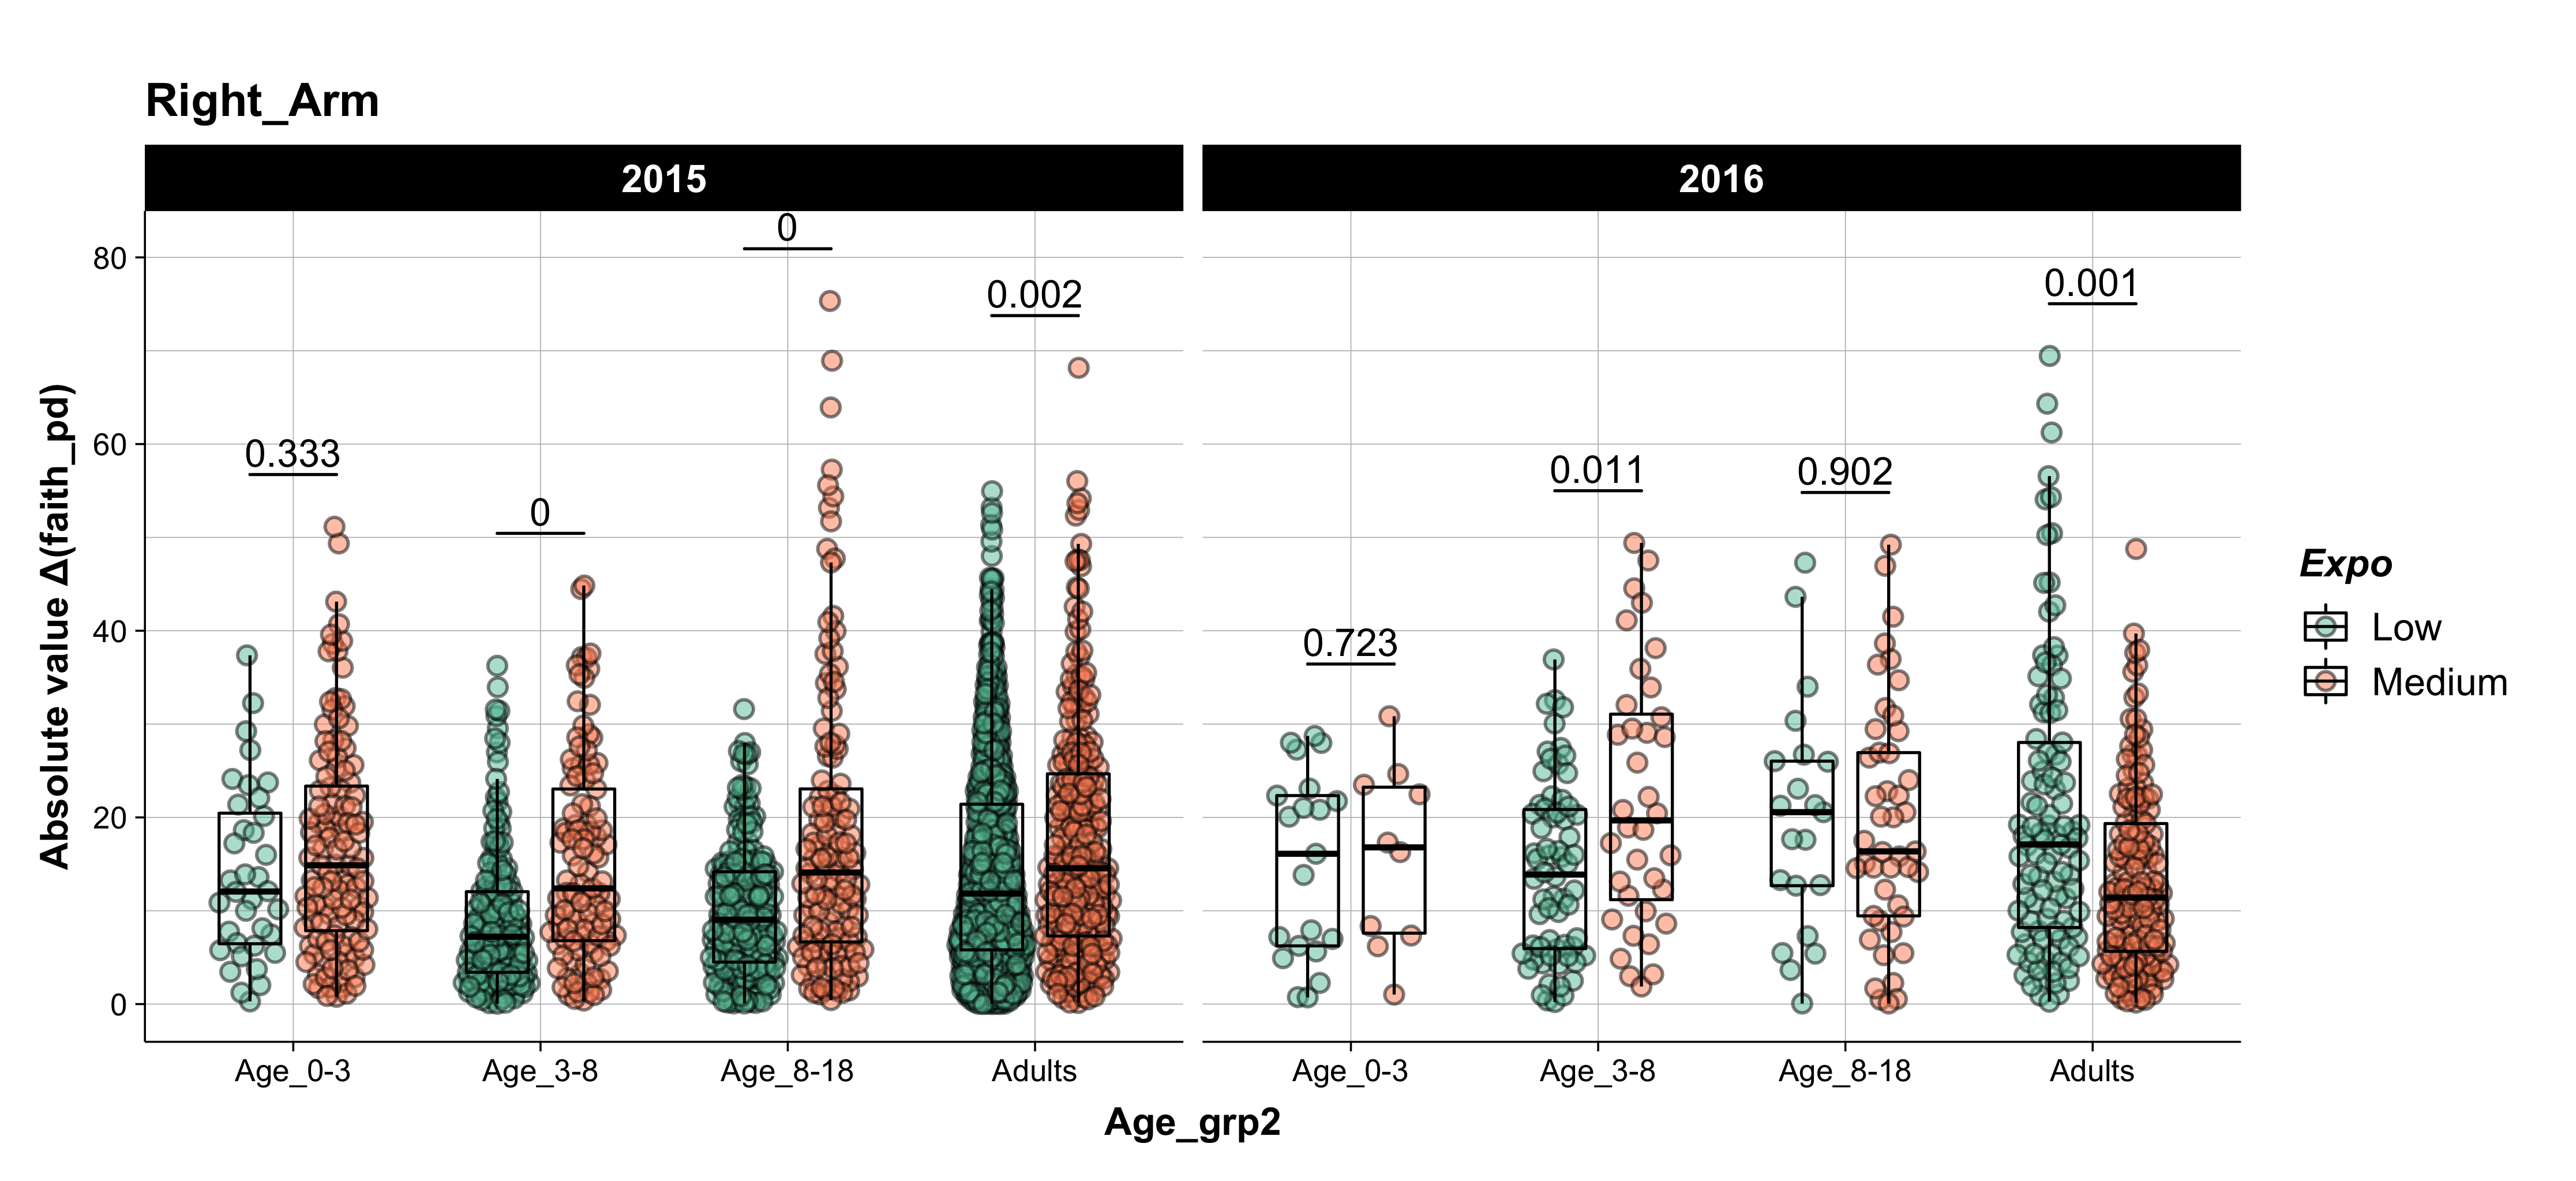 Right_Arm
2015
2016
Absolute value Δ(faith_pd)
80
60
40
20
0
0.333
0
0
0.002
0.723
0.011
0.902
0.001
Age_0-3
Age_3-8
Age_8-18
Adults
Age_0-3
Age_3-8
Age_8-18
Adults
Age_grp2
Expo
Low
Medium